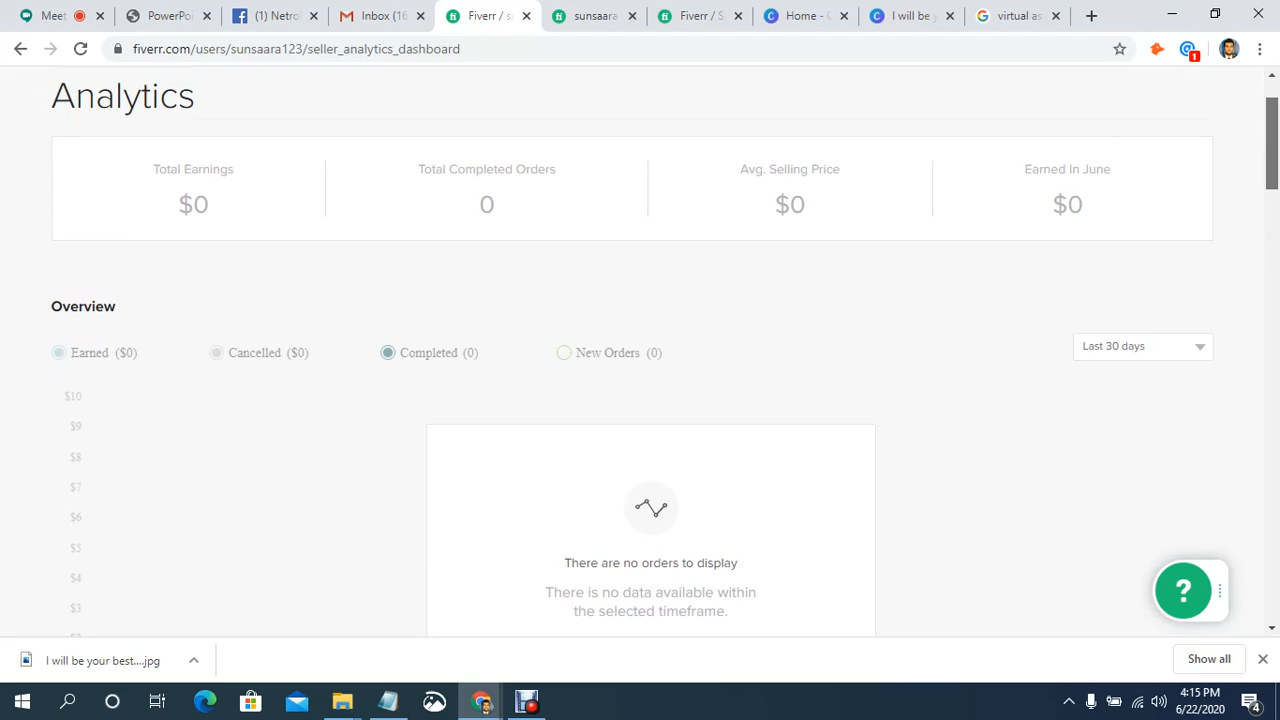 Meet
PowerPi
(1) Netro
Inbox (16
Fiverr / s
sunsaara
Fiverr / S
Home - C
I will be y
virtual as
fiverr.com/users/sunsaara123/seller_analytics_dashboard
1
Analytics
Total Earnings
Total Completed Orders
Avg. Selling Price
Earned In June
$0
0
$0
$0
Overview
Earned ($0)
Cancelled ($0)
Completed (0)
New Orders (0)
Last 30 days
$10
$9
$8
$7
$6
$5
$4
$3
There are no orders to display
There is no data available within
the selected timeframe.
?
I will be your best....jpg
Show all
4:15 PM
6/22/2020
4